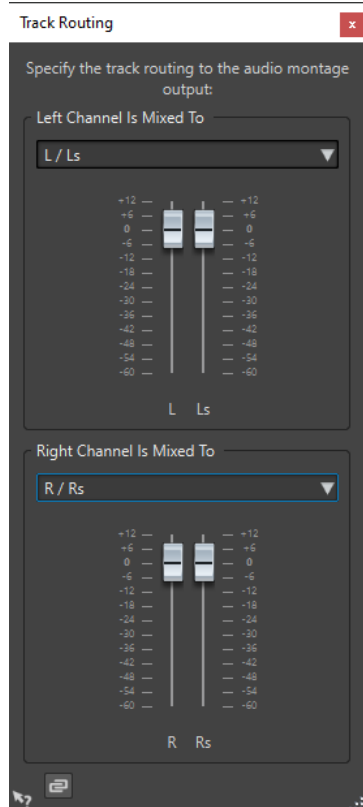 Track Routing
x
Specify the track routing to the audio montage
output:
Left Channel Is Mixed To
L / Ls
+12 +12
+6 +6
0 0
-6 -6
-12 -12
-18 -18
-24 -24
-30 -30
-36 -36
-42 -42
-48 -48
-54 -54
-60 -60
L Ls
Right Channel Is Mixed To
R / Rs
+12 +12
+6 +6
0 0
-6 -6
-12 -12
-18 -18
-24 -24
-30 -30
-36 -36
-42 -42
-48 -48
-54 -54
-60 -60
R Rs
?